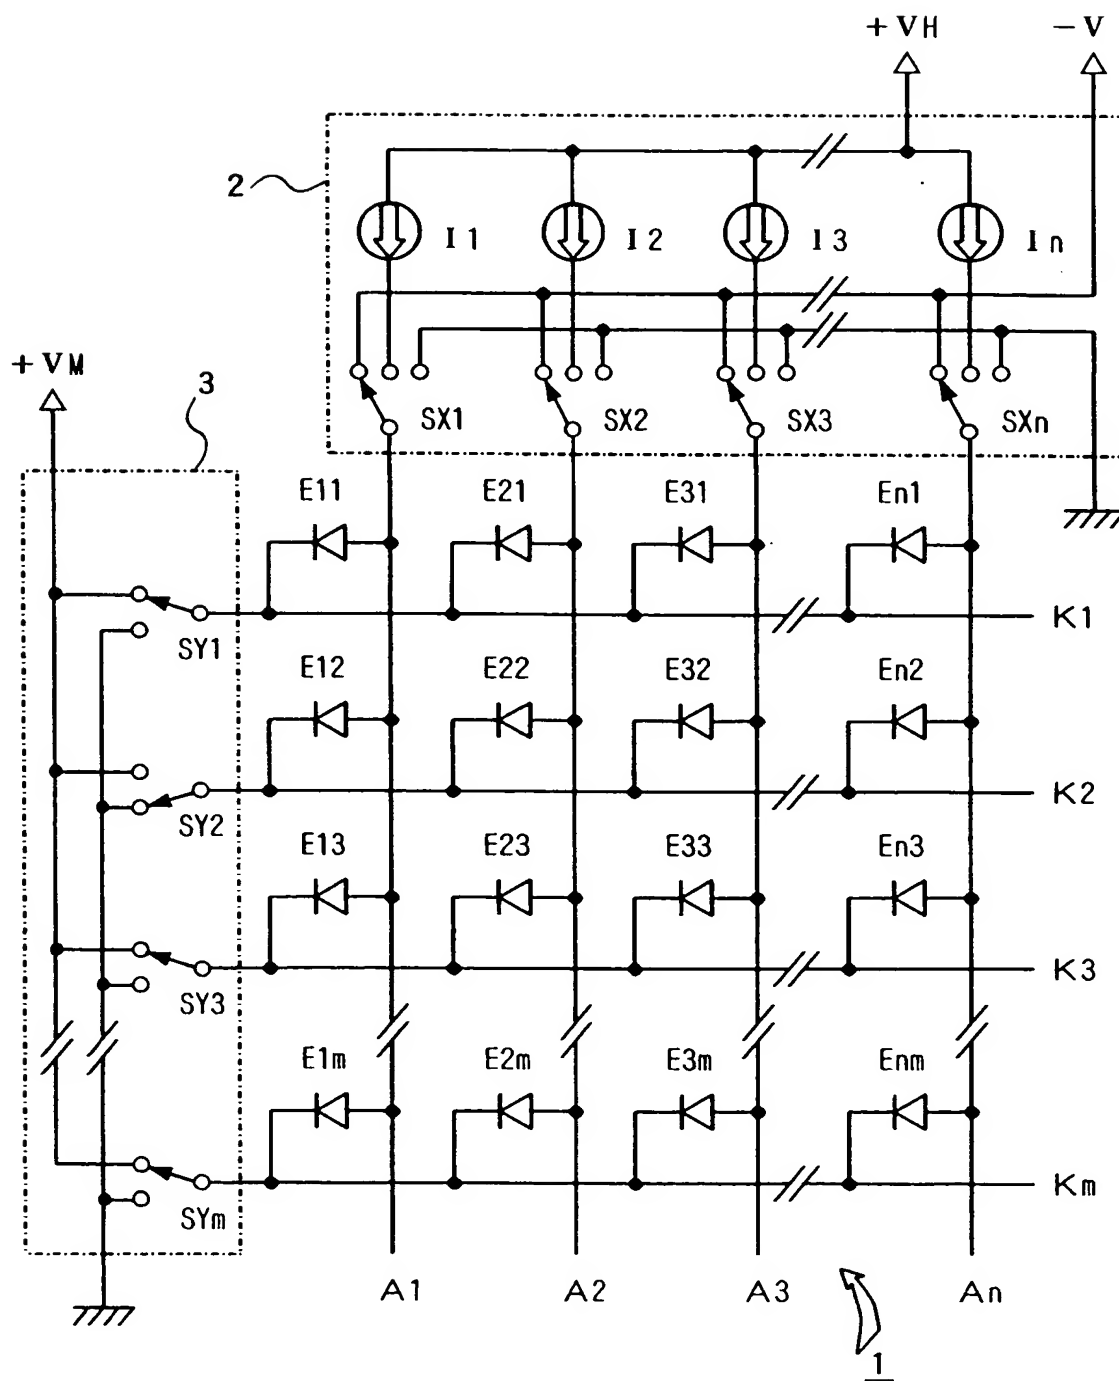 +VH -V
2
I1 I2 I3 In
+VM
3
SX1 SX2 SX3 SXn
E11 E21 E31 En1
SY1
K1
E12 E22 E32 En2
SY2
K2
E13 E23 E33 En3
SY3
K3
E1m E2m E3m Enm
SYm
Km
A1 A2 A3 An
1